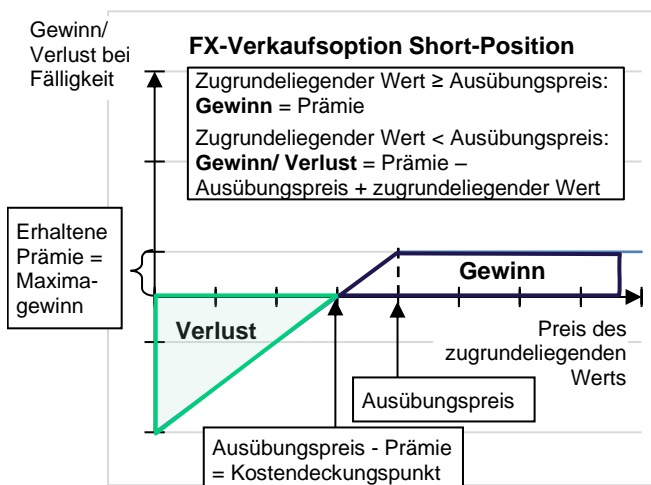 Gewinn/
Verlust bei
Fälligkeit
FX-Verkaufsoption Short-Position
Zugrundeliegender Wert ≥ Ausübungspreis:
Gewinn = Prämie
Zugrundeliegender Wert < Ausübungspreis:
Gewinn/ Verlust = Prämie –
Ausübungspreis + zugrundeliegender Wert
Erhaltene
Prämie =
Maxima-
gewinn
Gewinn
Verlust
Preis des
zugrundeliegenden
Werts
Ausübungspreis
Ausübungspreis - Prämie
= Kostendeckungspunkt